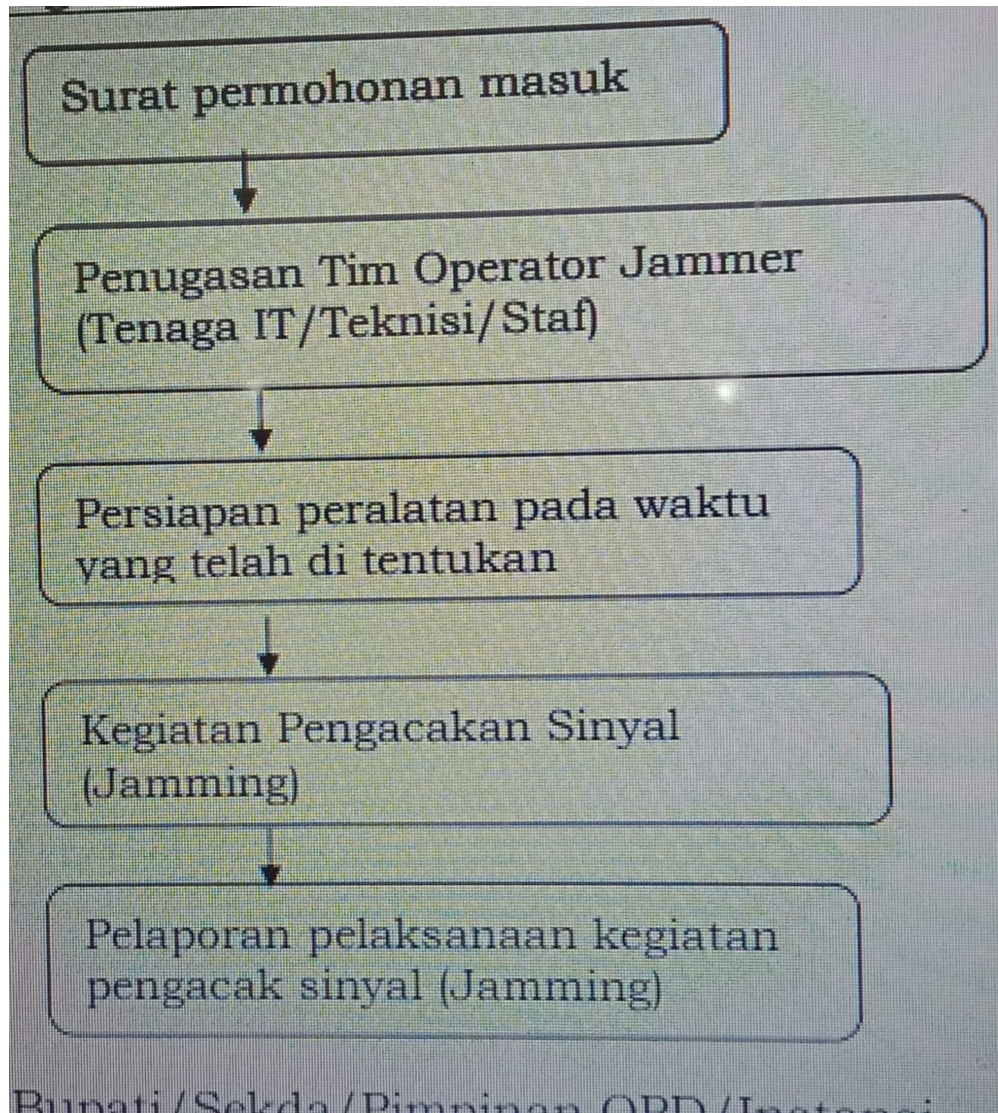 Surat permohonan masuk
Penugasan Tim Operator Jammer
(Tenaga IT/Teknisi/Staf)
Persiapan peralatan pada waktu
yang telah di tentukan
Kegiatan Pengacakan Sinyal
(Jamming)
Pelaporan pelaksanaan kegiatan
pengacak sinyal (Jamming)
Bupati/Sekda/Pimpinan OPD/